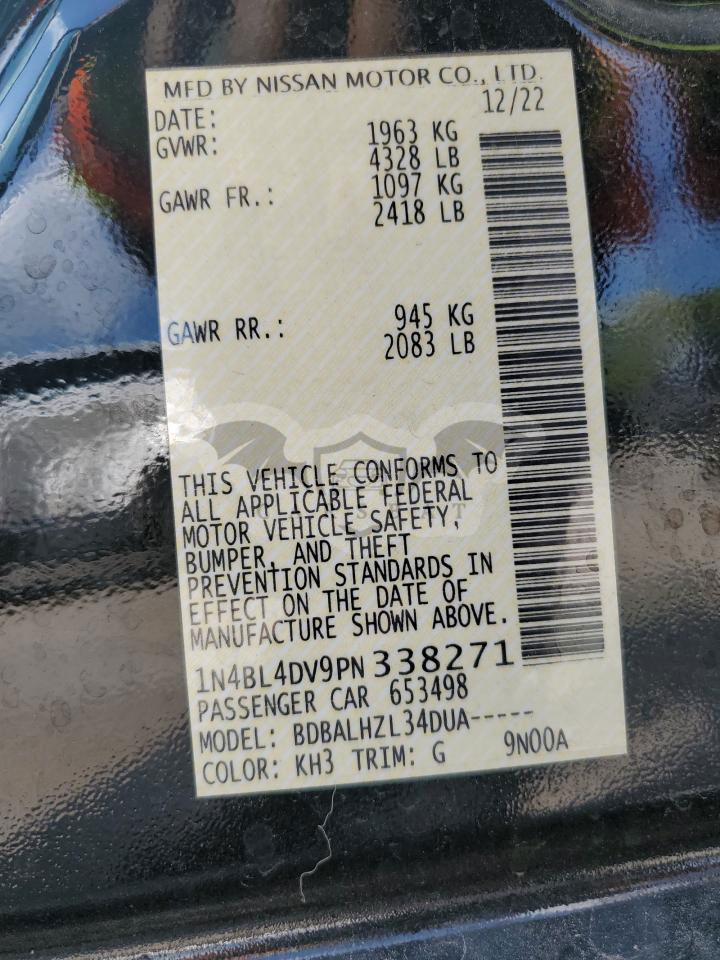 MFD BY NISSAN MOTOR CO., LTD.
DATE: 12/22
GVWR: 1963 KG
4328 LB
GAWR FR.: 1097 KG
2418 LB
GAWR RR.: 945 KG
2083 LB
THIS VEHICLE CONFORMS TO
ALL APPLICABLE FEDERAL
MOTOR VEHICLE SAFETY,
BUMPER, AND THEFT
PREVENTION STANDARDS IN
EFFECT ON THE DATE OF
MANUFACTURE SHOWN ABOVE.
1N4BL4DV9PN338271
PASSENGER CAR 653498
MODEL: BDBALHZL34DUA-----
COLOR: KH3 TRIM: G 9N00A